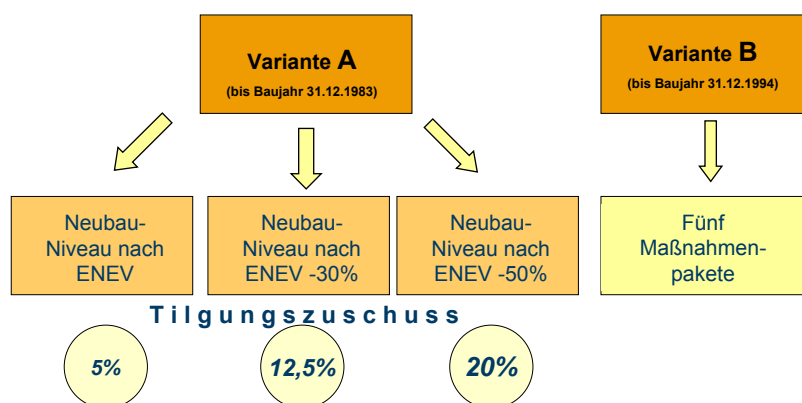 Variante A
(bis Baujahr 31.12.1983)
Variante B
(bis Baujahr 31.12.1994)
Neubau-
Niveau nach
ENEV
Neubau-
Niveau nach
ENEV -30%
Neubau-
Niveau nach
ENEV -50%
Fünf
Maßnahmen-
pakete
Tilgungszuschuss
5%
12,5%
20%